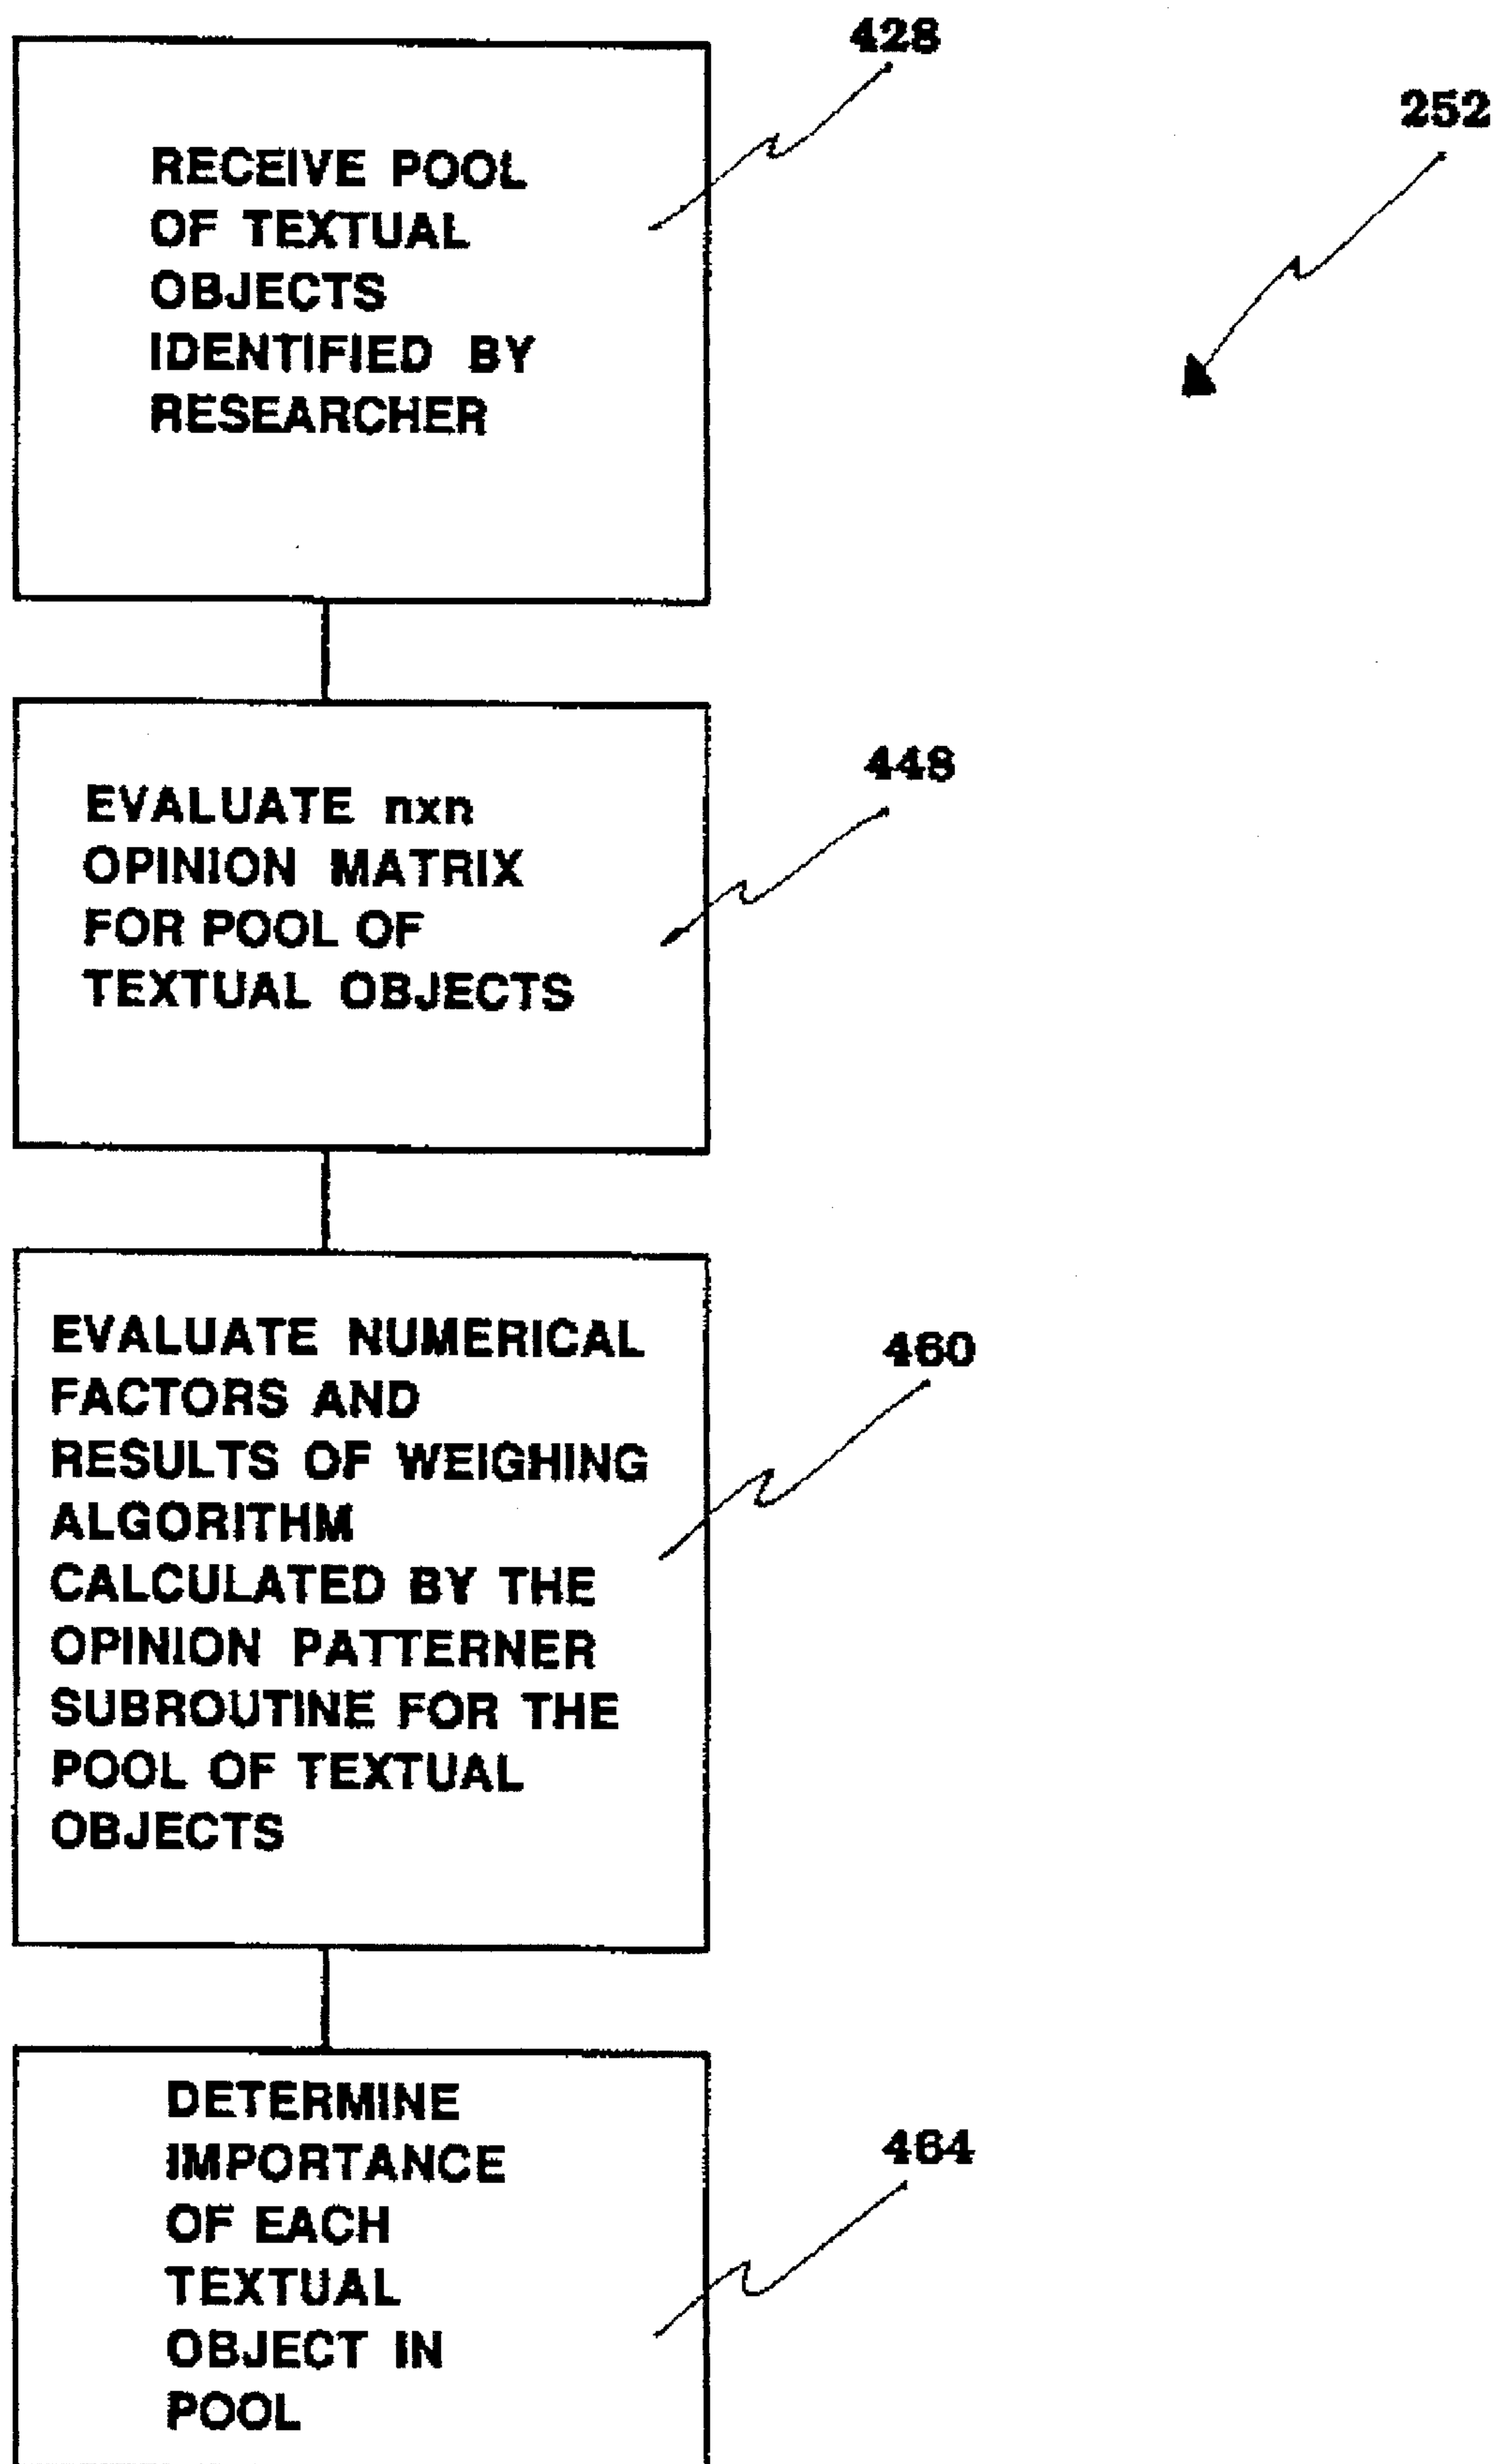 428
252
RECEIVE POOL
OF TEXTUAL
OBJECTS
IDENTIFIED BY
RESEARCHER
448
EVALUATE nxn
OPINION MATRIX
FOR POOL OF
TEXTUAL OBJECTS
460
EVALUATE NUMERICAL
FACTORS AND
RESULTS OF WEIGHING
ALGORITHM
CALCULATED BY THE
OPINION PATTERNER
SUBROUTINE FOR THE
POOL OF TEXTUAL
OBJECTS
464
DETERMINE
IMPORTANCE
OF EACH
TEXTUAL
OBJECT IN
POOL